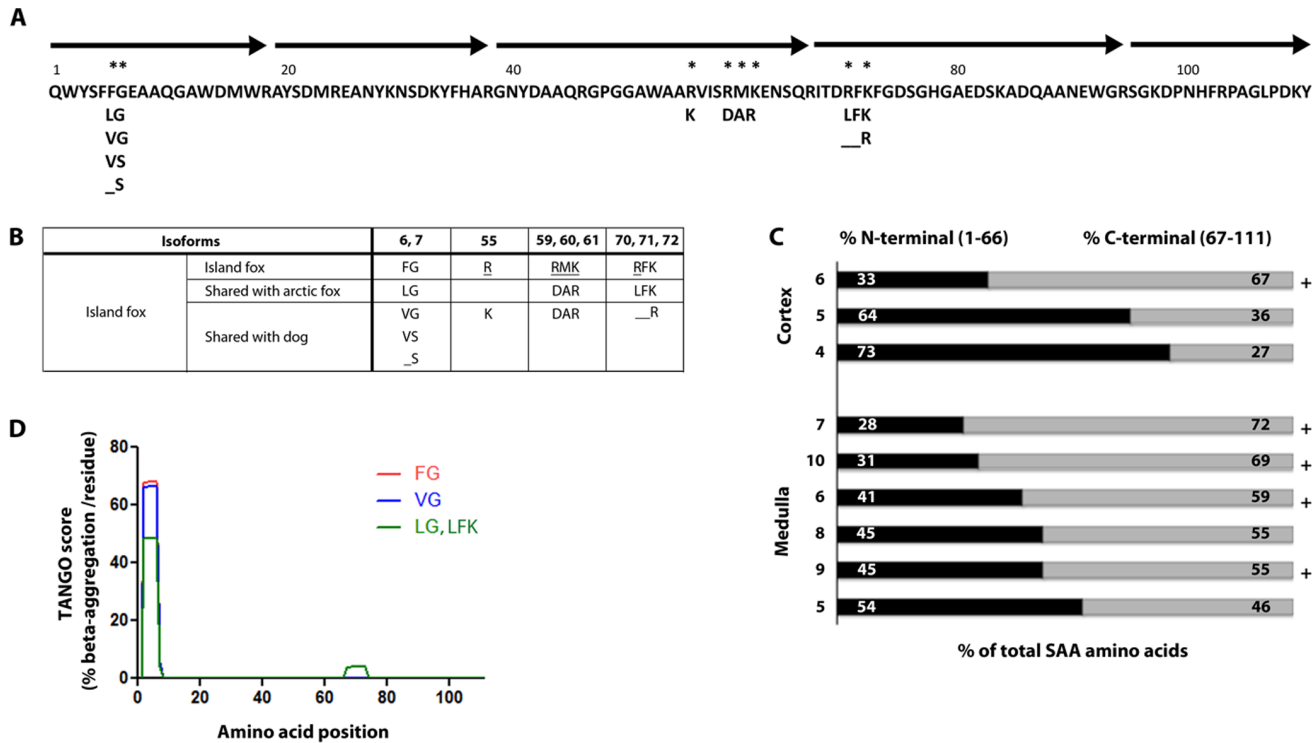 A
** * * * * * *
1 20 40 80 100
QWYSFFGEAAQGAWDMWRAYSDMREANYKNSDKYFHARGNYDAAQRGPGGAWAARVISRMKENSQRITDRFKFGDSGHGAEDSKADQAANEWGRSGKDPNHFRPAGLPDKY
LG K DAR LFK
VG __R
VS
_S
B
Isoforms 6, 7 55 59, 60, 61 70, 71, 72
Island fox FG R RMK RFK
Shared with arctic fox LG DAR LFK
Island fox VG K DAR __R
Shared with dog VS
_S
C
% N-terminal (1-66) % C-terminal (67-111)
Cortex
6 33 67 +
5 64 36
4 73 27
Medulla
7 28 72 +
10 31 69 +
6 41 59 +
8 45 55
9 45 55 +
5 54 46
% of total SAA amino acids
D
TANGO score
(% beta-aggregation /residue)
80
60
40
20
0
FG
VG
LG, LFK
0 20 40 60 80 100
Amino acid position